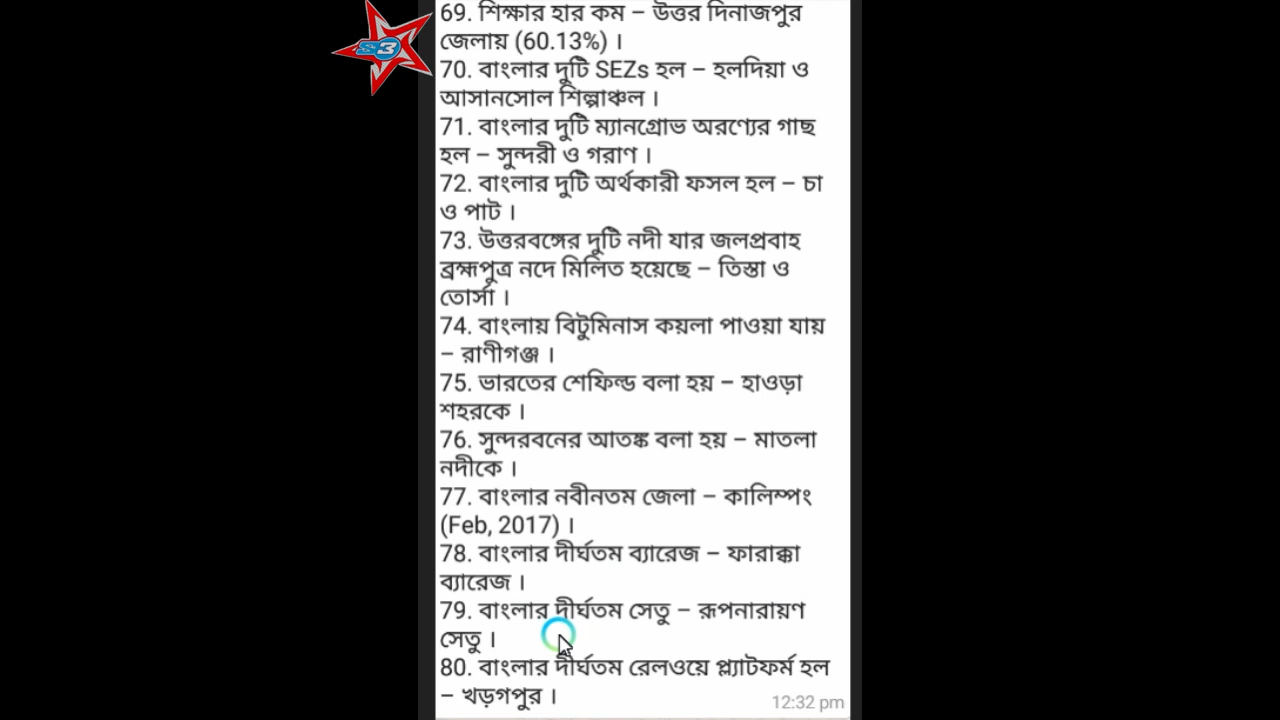 S3
69. শিক্ষার হার কম – উত্তর দিনাজপুর
জেলায় (60.13%) ।
70. বাংলার দুটি SEZs হল – হলদিয়া ও
আসানসোল শিল্পাঞ্চল ।
71. বাংলার দুটি ম্যানগ্রোভ অরণ্যের গাছ
হল – সুন্দরী ও গরাণ ।
72. বাংলার দুটি অর্থকারী ফসল হল – চা
ও পাট ।
73. উত্তরবঙ্গের দুটি নদী যার জলপ্রবাহ
ব্রহ্মপুত্র নদে মিলিত হয়েছে – তিস্তা ও
তোর্সা ।
74. বাংলায় বিটুমিনাস কয়লা পাওয়া যায়
– রাণীগঞ্জ ।
75. ভারতের শেফিল্ড বলা হয় – হাওড়া
শহরকে ।
76. সুন্দরবনের আতঙ্ক বলা হয় – মাতলা
নদীকে ।
77. বাংলার নবীনতম জেলা – কালিম্পং
(Feb, 2017) ।
78. বাংলার দীর্ঘতম ব্যারেজ – ফারাক্কা
ব্যারেজ ।
79. বাংলার দীর্ঘতম সেতু – রূপনারায়ণ
সেতু ।
80. বাংলার দীর্ঘতম রেলওয়ে প্ল্যাটফর্ম হল
– খড়গপুর ।
12:32 pm